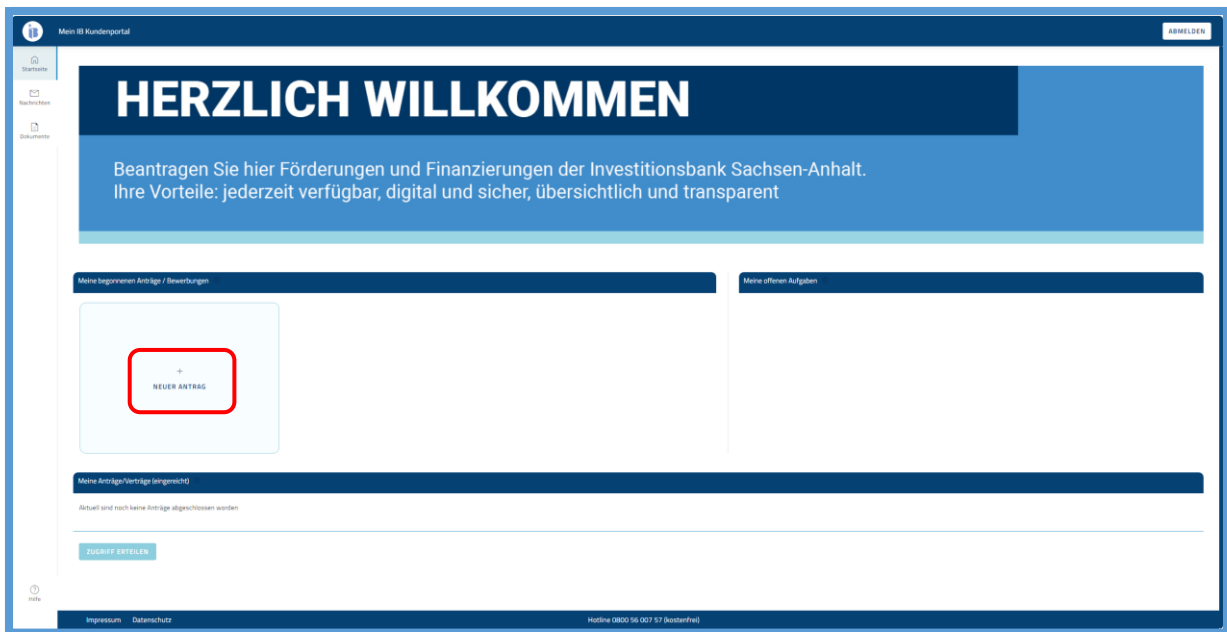 iB
Mein IB Kundenportal
ABMELDEN
Startseite
Nachrichten
Dokumente
HERZLICH WILLKOMMEN
Beantragen Sie hier Förderungen und Finanzierungen der Investitionsbank Sachsen-Anhalt.
Ihre Vorteile: jederzeit verfügbar, digital und sicher, übersichtlich und transparent
Meine begonnenen Anträge / Bewerbungen
Meine offenen Aufgaben
+
NEUER ANTRAG
Meine Anträge/Verträge (eingereicht)
Aktuell sind noch keine Anträge abgeschlossen worden
ZUGRIFF ERTEILEN
Hilfe
Impressum Datenschutz
Hotline 0800 56 007 57 (kostenfrei)